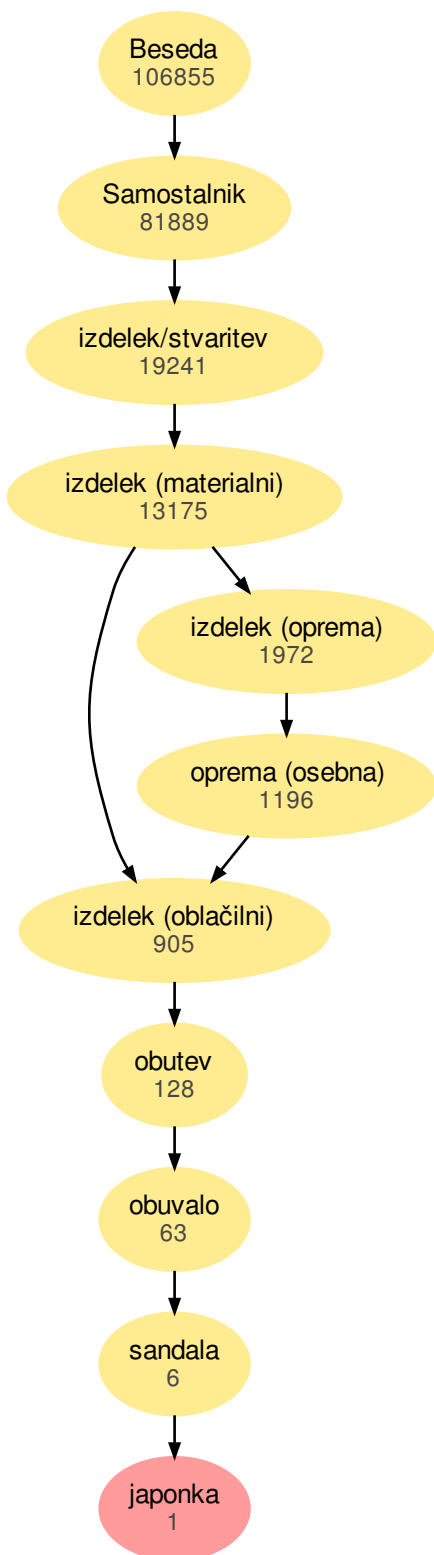 Beseda
106855
Samostalnik
81889
izdelek/stvaritev
19241
izdelek (materialni)
13175
izdelek (oprema)
1972
oprema (osebna)
1196
izdelek (oblačilni)
905
obutev
128
obuvalo
63
sandala
6
japonka
1